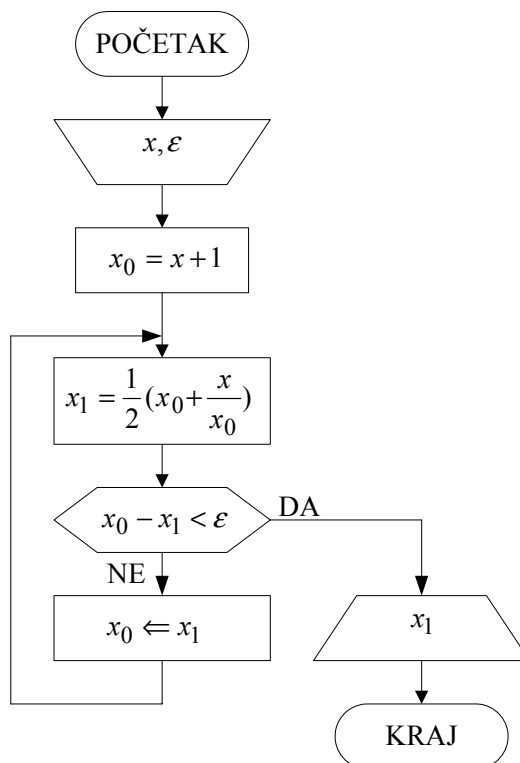 POČETAK
x, ε
x₀ = x + 1
x₁ = 1/2 (x₀ + x/x₀)
x₀ − x₁ < ε
DA
NE
x₀ ⇐ x₁
x₁
KRAJ